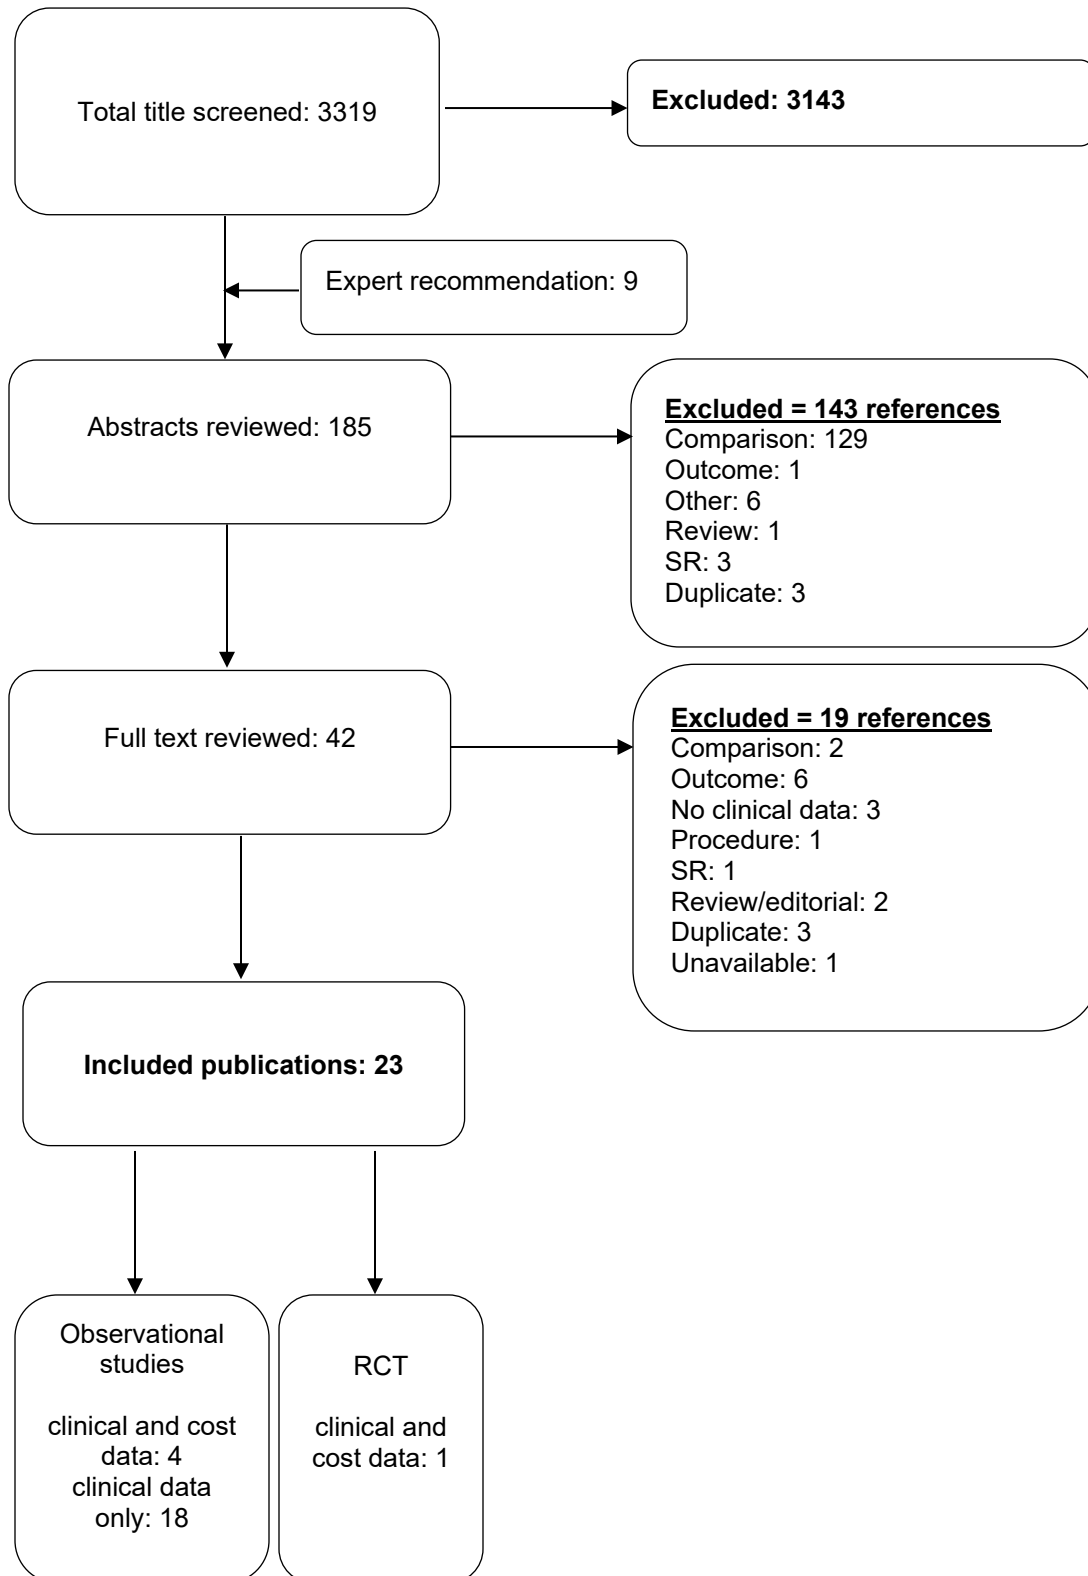 Total title screened: 3319
Excluded: 3143
Expert recommendation: 9
Abstracts reviewed: 185
Excluded = 143 references
Comparison: 129
Outcome: 1
Other: 6
Review: 1
SR: 3
Duplicate: 3
Full text reviewed: 42
Excluded = 19 references
Comparison: 2
Outcome: 6
No clinical data: 3
Procedure: 1
SR: 1
Review/editorial: 2
Duplicate: 3
Unavailable: 1
Included publications: 23
Observational
studies
clinical and cost
data: 4
clinical data
only: 18
RCT
clinical and
cost data: 1